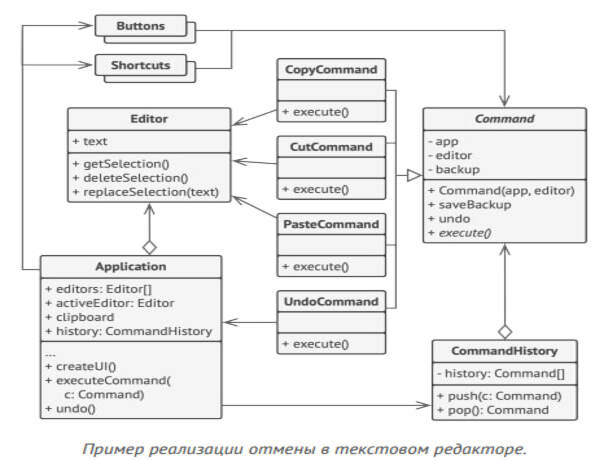 Buttons
Shortcuts
CopyCommand
+ execute()
Editor
+ text
+ getSelection()
+ deleteSelection()
+ replaceSelection(text)
CutCommand
+ execute()
Command
- app
- editor
- backup
+ Command(app, editor)
+ saveBackup
+ undo
+ execute()
PasteCommand
+ execute()
Application
+ editors: Editor[]
+ activeEditor: Editor
+ clipboard
+ history: CommandHistory
...
+ createUI()
+ executeCommand(
c: Command)
+ undo()
UndoCommand
+ execute()
CommandHistory
- history: Command[]
+ push(c: Command)
+ pop(): Command
Пример реализации отмены в текстовом редакторе.